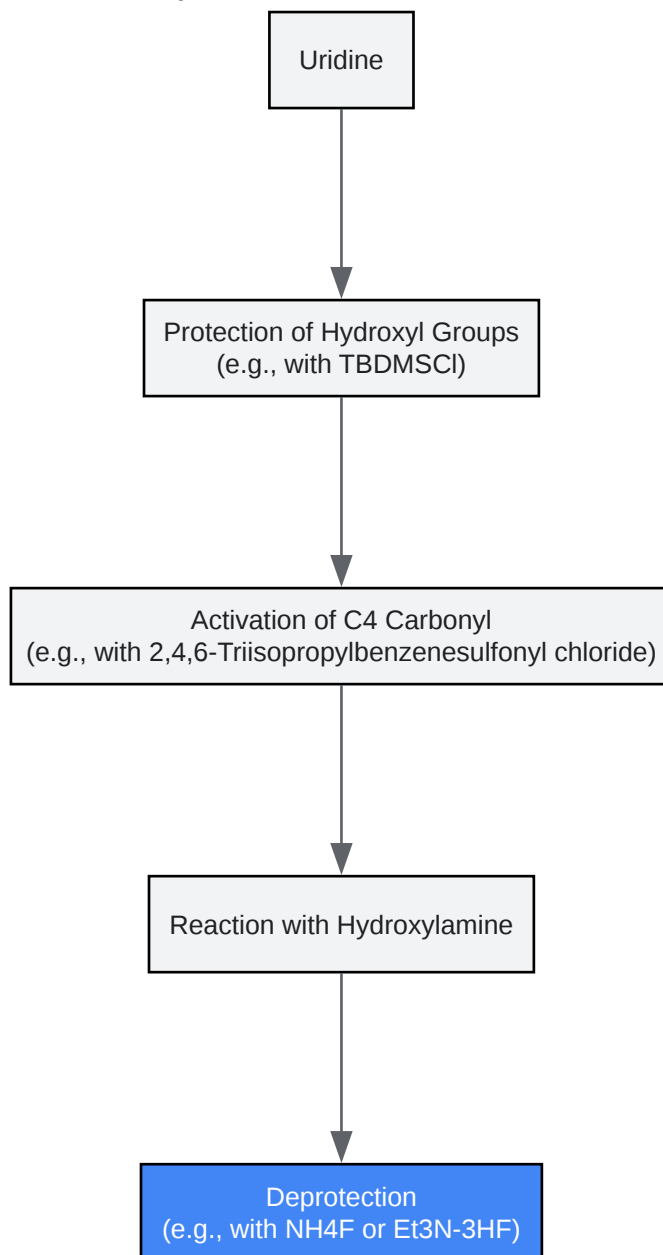 Uridine
Protection of Hydroxyl Groups
(e.g., with TBDMSCl)
Activation of C4 Carbonyl
(e.g., with 2,4,6-Triisopropylbenzenesulfonyl chloride)
Reaction with Hydroxylamine
Deprotection
(e.g., with NH4F or Et3N-3HF)